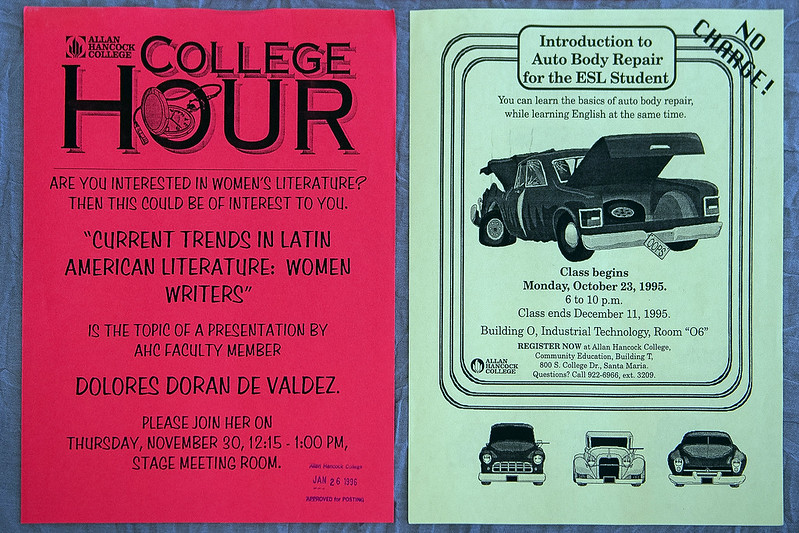 ALLAN
HANCOCK
COLLEGE
COLLEGE
HOUR
ARE YOU INTERESTED IN WOMEN'S LITERATURE?
THEN THIS COULD BE OF INTEREST TO YOU.
"CURRENT TRENDS IN LATIN
AMERICAN LITERATURE: WOMEN
WRITERS"
IS THE TOPIC OF A PRESENTATION BY
AHC FACULTY MEMBER
DOLORES DORAN DE VALDEZ.
PLEASE JOIN HER ON
THURSDAY, NOVEMBER 30, 12:15 - 1:00 PM,
STAGE MEETING ROOM.
Allan Hancock College
JAN 26 1996
APPROVED for POSTING
NO
CHARGE!
Introduction to
Auto Body Repair
for the ESL Student
You can learn the basics of auto body repair,
while learning English at the same time.
OOPS
Class begins
Monday, October 23, 1995.
6 to 10 p.m.
Class ends December 11, 1995.
Building O, Industrial Technology, Room "O6"
REGISTER NOW at Allan Hancock College,
Community Education, Building T,
800 S. College Dr., Santa Maria.
Questions? Call 922-6966, ext. 3209.
ALLAN
HANCOCK
COLLEGE